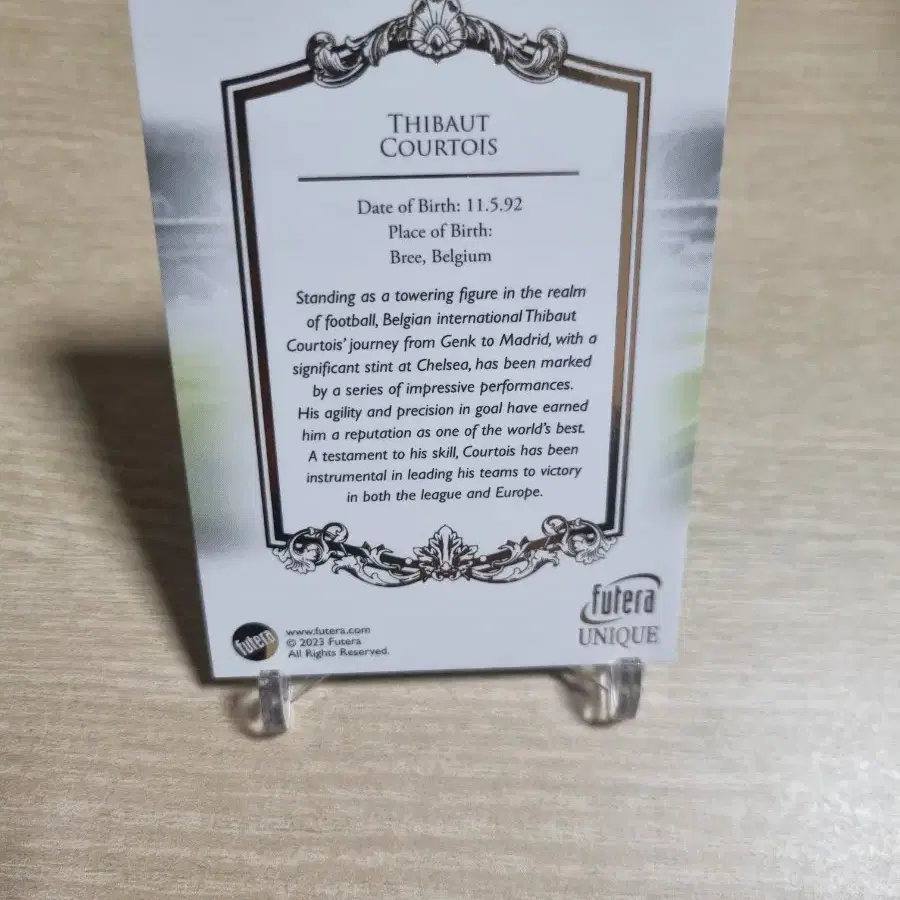 THIBAUT
COURTOIS
Date of Birth: 11.5.92
Place of Birth:
Bree, Belgium
Standing as a towering figure in the realm
of football, Belgian international Thibaut
Courtois' journey from Genk to Madrid, with a
significant stint at Chelsea, has been marked
by a series of impressive performances.
His agility and precision in goal have earned
him a reputation as one of the world's best.
A testament to his skill, Courtois has been
instrumental in leading his teams to victory
in both the league and Europe.
futera
UNIQUE
futera
www.futera.com
© 2023 Futera
All Rights Reserved.